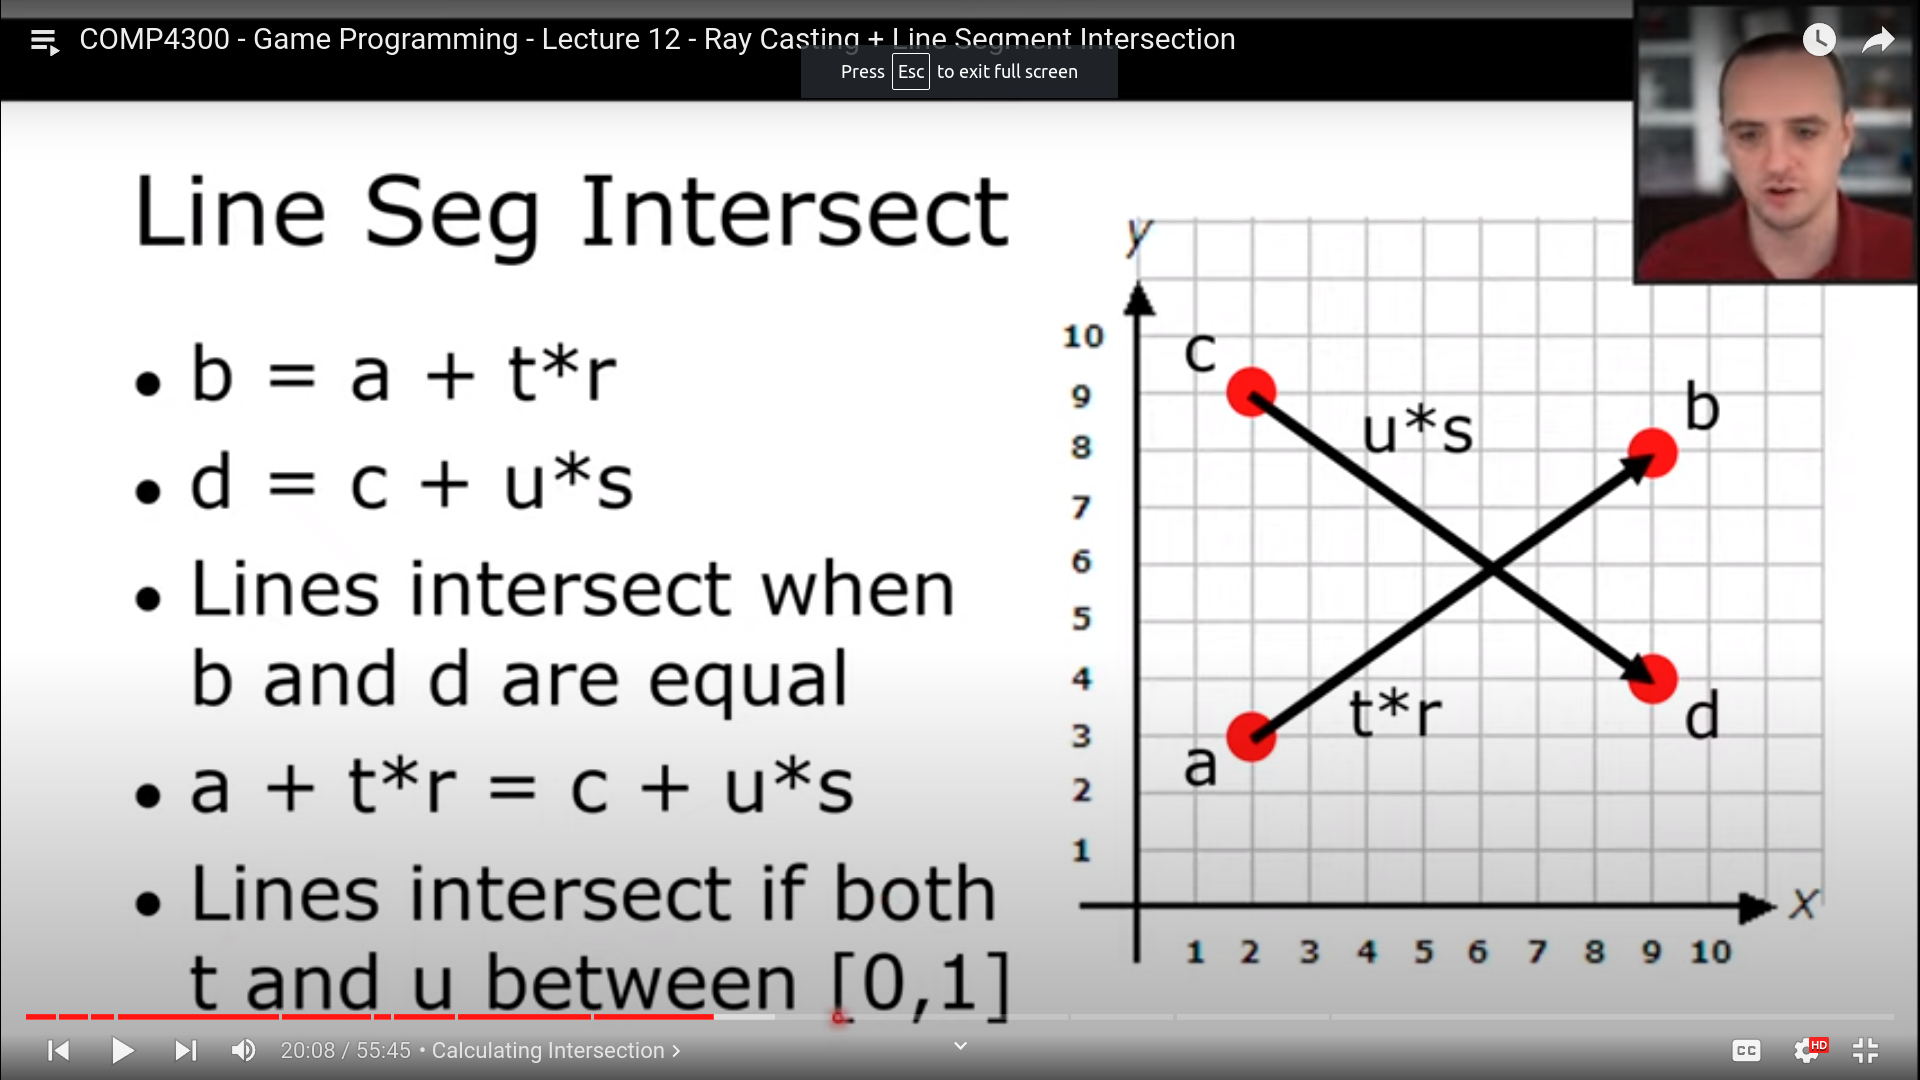 COMP4300 - Game Programming - Lecture 12 - Ray Casting + Line Segment Intersection
Press Esc to exit full screen
Line Seg Intersect
• b = a + t*r
• d = c + u*s
• Lines intersect when
b and d are equal
• a + t*r = c + u*s
• Lines intersect if both
t and u between [0,1]
y
10
9
8
7
6
5
4
3
2
1
c
u*s
b
t*r
d
a
x
1 2 3 4 5 6 7 8 9 10
20:08 / 55:45 • Calculating Intersection >
CC
HD